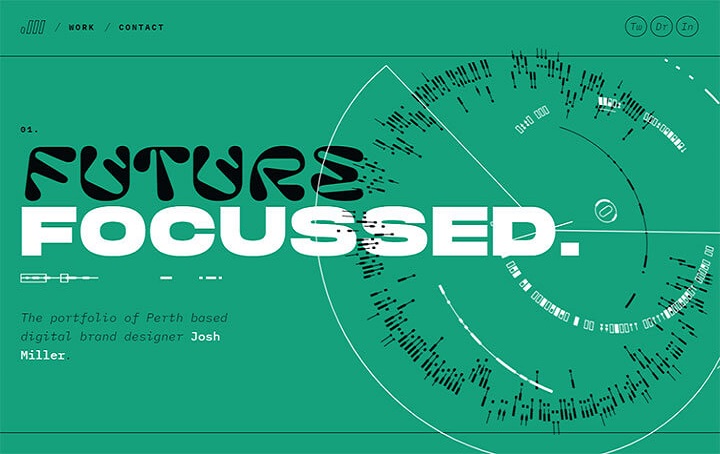 / WORK / CONTACT
Tw Dr In
01.
FUTURE
FOCUSSED.
The portfolio of Perth based
digital brand designer Josh
Miller.